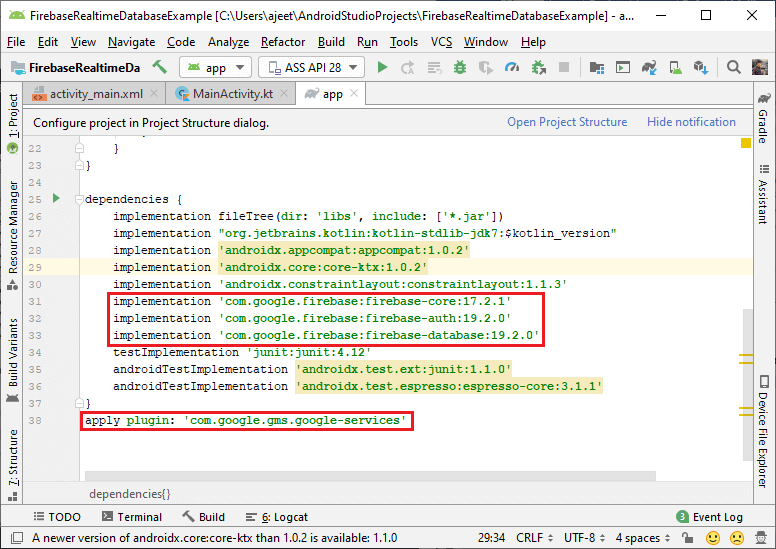 FirebaseRealtimeDatabaseExample [C:\Users\ajeet\AndroidStudioProjects\FirebaseRealtimeDatabaseExample] - a...
File Edit View Navigate Code Analyze Refactor Build Run Tools VCS Window Help
FirebaseRealtimeDa app ASS API 28
activity_main.xml MainActivity.kt app
Configure project in Project Structure dialog. Open Project Structure Hide notification
22 }
23 }
24
25 dependencies {
26 implementation fileTree(dir: 'libs', include: ['*.jar'])
27 implementation "org.jetbrains.kotlin:kotlin-stdlib-jdk7:$kotlin_version"
28 implementation 'androidx.appcompat:appcompat:1.0.2'
29 implementation 'androidx.core:core-ktx:1.0.2'
30 implementation 'androidx.constraintlayout:constraintlayout:1.1.3'
31 implementation 'com.google.firebase:firebase-core:17.2.1'
32 implementation 'com.google.firebase:firebase-auth:19.2.0'
33 implementation 'com.google.firebase:firebase-database:19.2.0'
34 testImplementation 'junit:junit:4.12'
35 androidTestImplementation 'androidx.test.ext:junit:1.1.0'
36 androidTestImplementation 'androidx.test.espresso:espresso-core:3.1.1'
37 }
38 apply plugin: 'com.google.gms.google-services'
dependencies{}
1: Project
Resource Manager
Build Variants
7: Structure
Gradle
Assistant
Device File Explorer
TODO Terminal Build 6: Logcat 3 Event Log
A newer version of androidx.core:core-ktx than 1.0.2 is available: 1.1.0 29:34 CRLF UTF-8 4 spaces